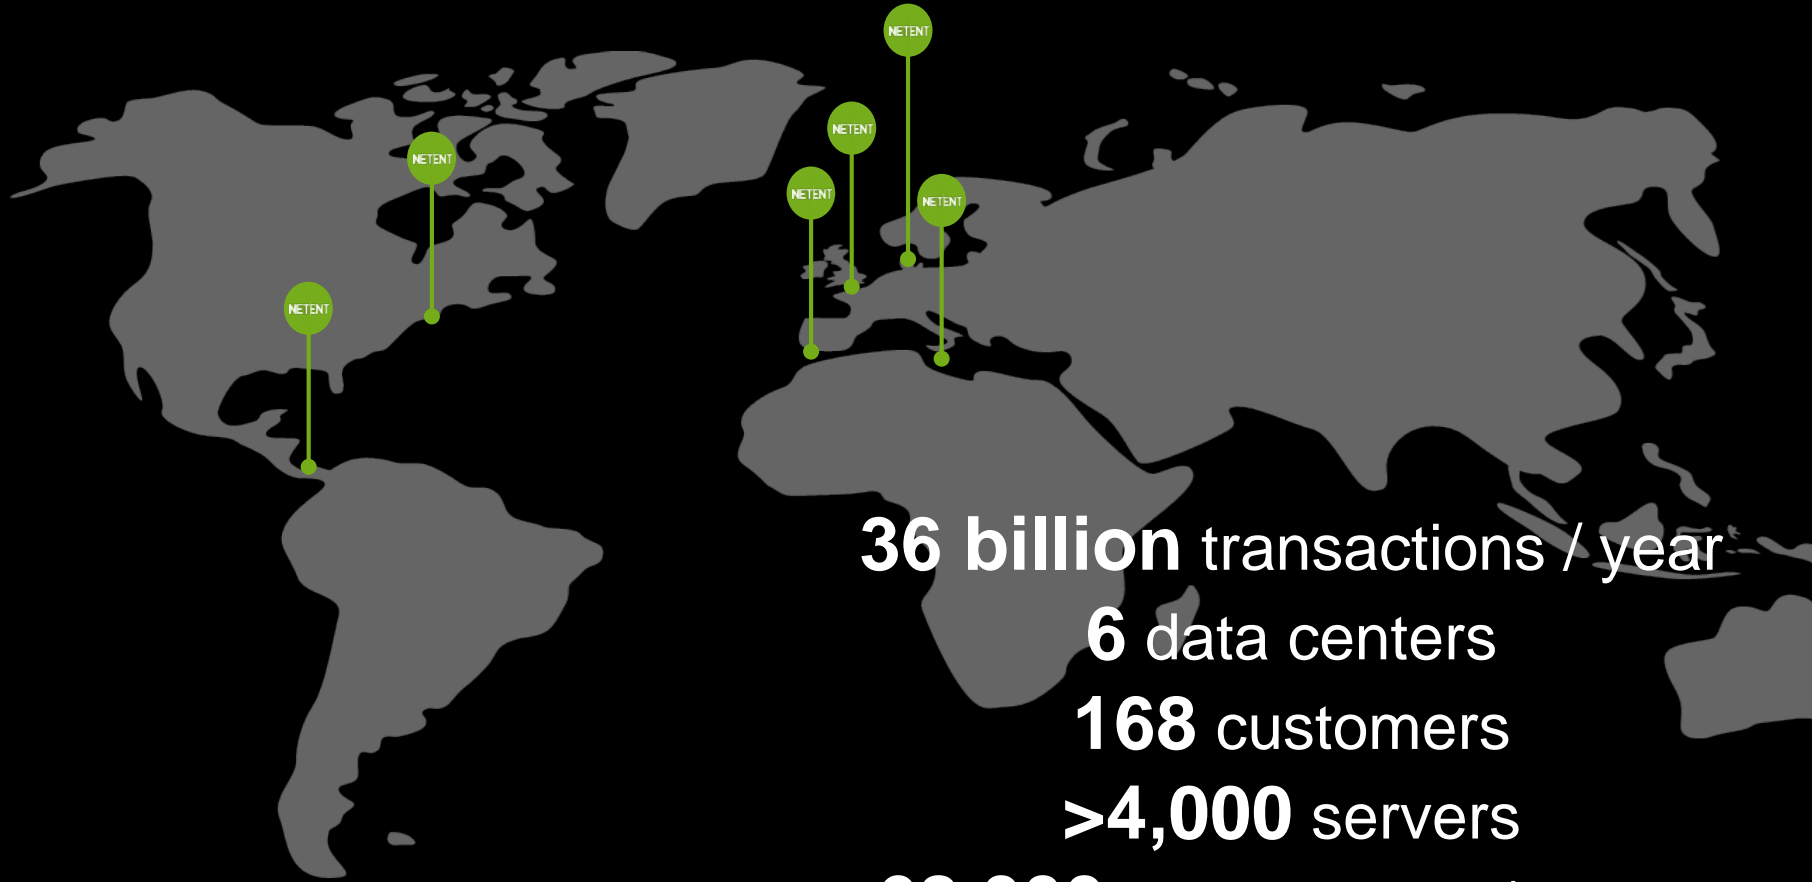 NETENT
NETENT
NETENT
NETENT
NETENT
NETENT
36 billion transactions / year
6 data centers
168 customers
>4,000 servers